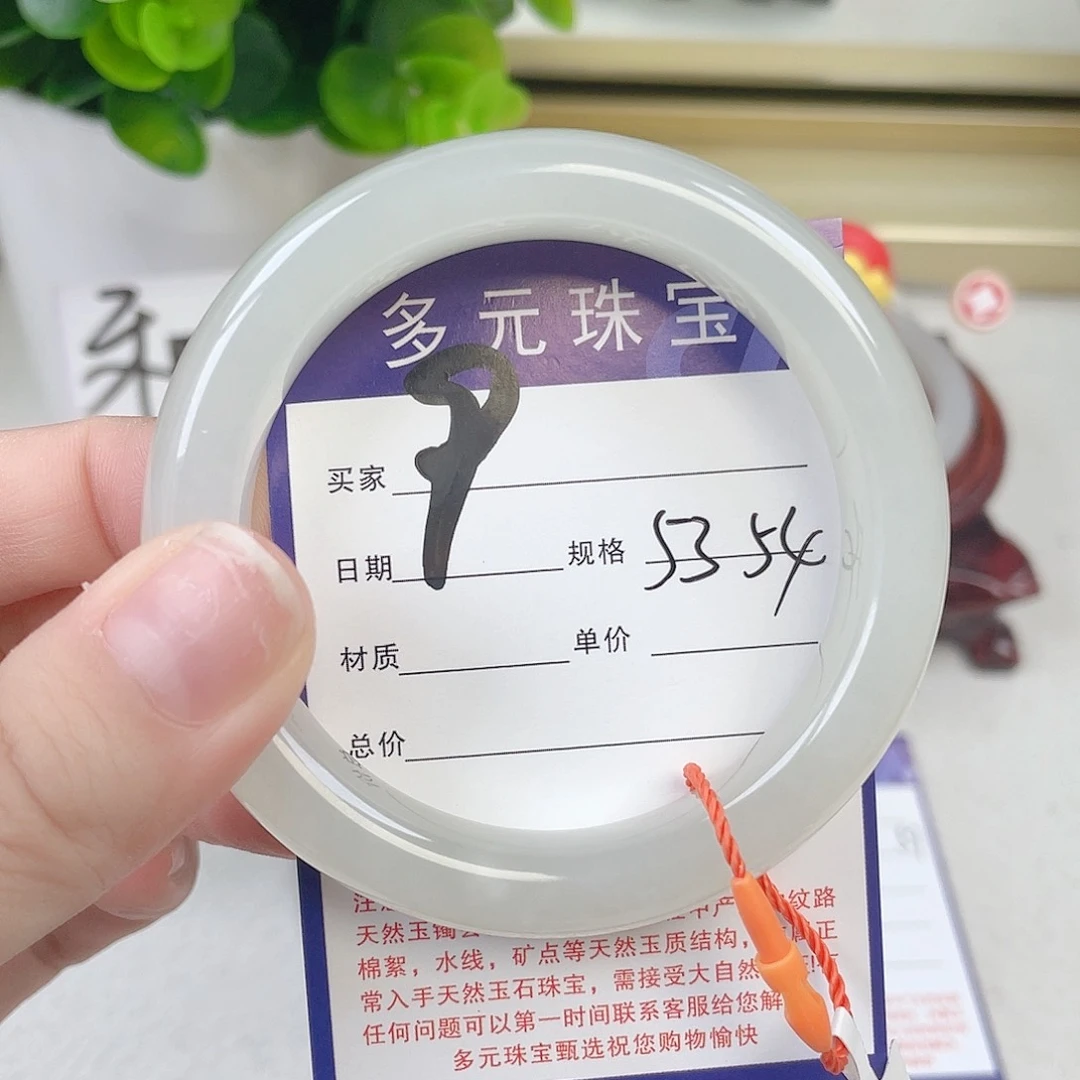 多元珠宝
买家
日期 规格 53 54
材质 单价
总价
天然玉镯
棉絮，水线，矿点等天然玉质结构，
常入手天然玉石珠宝，需接受大自然
任何问题可以第一时间联系客服给您解
多元珠宝甄选祝您购物愉快